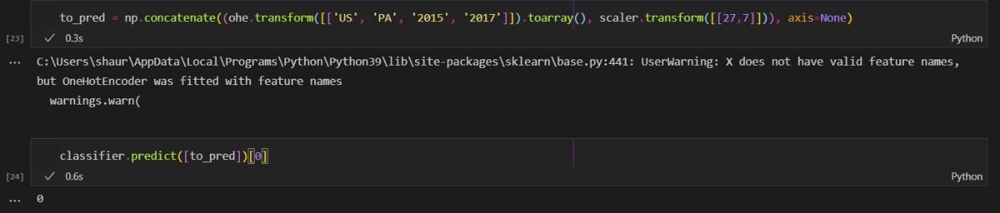 to_pred = np.concatenate((ohe.transform([['US', 'PA', '2015', '2017']]).toarray(), scaler.transform([[27,7]])), axis=None)
[23]
✓ 0.3s
Python
... C:\Users\shaur\AppData\Local\Programs\Python\Python39\lib\site-packages\sklearn\base.py:441: UserWarning: X does not have valid feature names,
but OneHotEncoder was fitted with feature names
  warnings.warn(
classifier.predict([to_pred])[0]
[24]
✓ 0.6s
Python
... 0